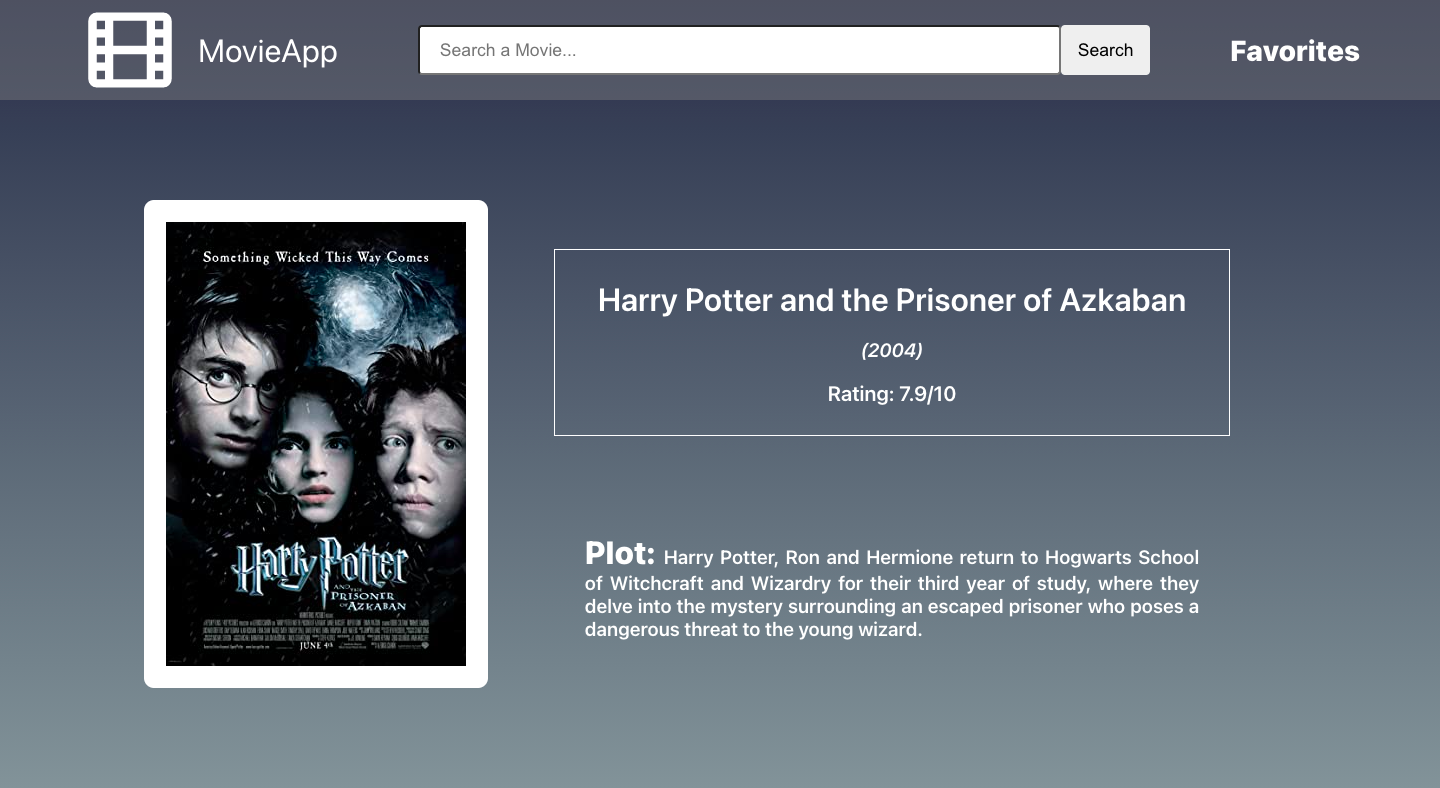 MovieApp
Search a Movie...
Search
Favorites
Something Wicked This Way Comes
Harry Potter
AND THE
PRISONER
OF AZKABAN
JUNE 4th
Harry Potter and the Prisoner of Azkaban
(2004)
Rating: 7.9/10
Plot: Harry Potter, Ron and Hermione return to Hogwarts School
of Witchcraft and Wizardry for their third year of study, where they
delve into the mystery surrounding an escaped prisoner who poses a
dangerous threat to the young wizard.